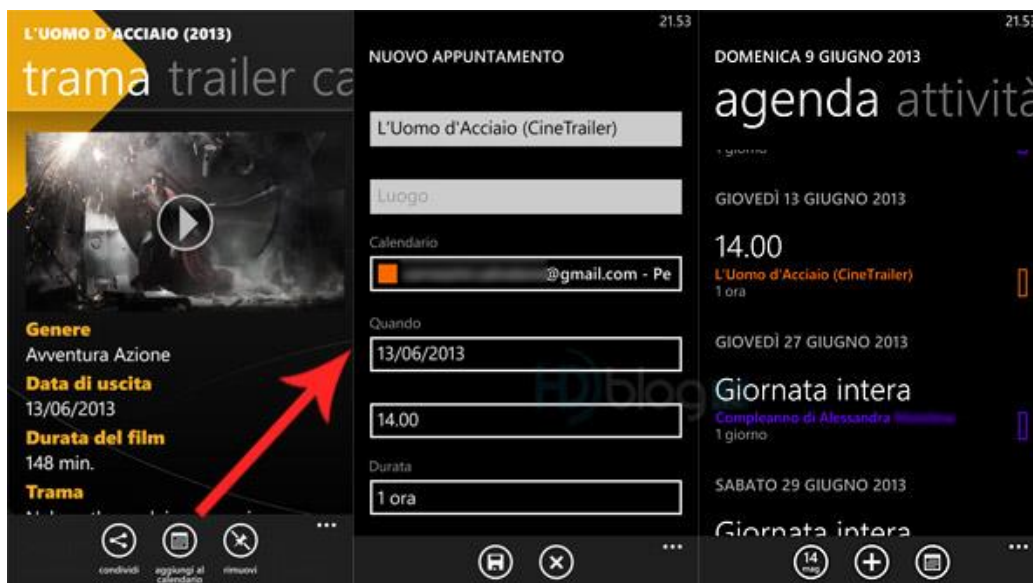 L'UOMO D'ACCIAIO (2013)
trama trailer ca
Genere
Avventura Azione
Data di uscita
13/06/2013
Durata del film
148 min.
Trama
condividi
aggiungi al
calendario
rimuovi
21.53
NUOVO APPUNTAMENTO
L'Uomo d'Acciaio (CineTrailer)
Luogo
Calendario
@gmail.com - Pe
Quando
13/06/2013
14.00
Durata
1 ora
HDblog
21.53
DOMENICA 9 GIUGNO 2013
agenda attività
1 giorno
GIOVEDÌ 13 GIUGNO 2013
14.00
L'Uomo d'Acciaio (CineTrailer)
1 ora
GIOVEDÌ 27 GIUGNO 2013
Giornata intera
Compleanno di Alessandra
1 giorno
SABATO 29 GIUGNO 2013
Giornata intera
14
mag